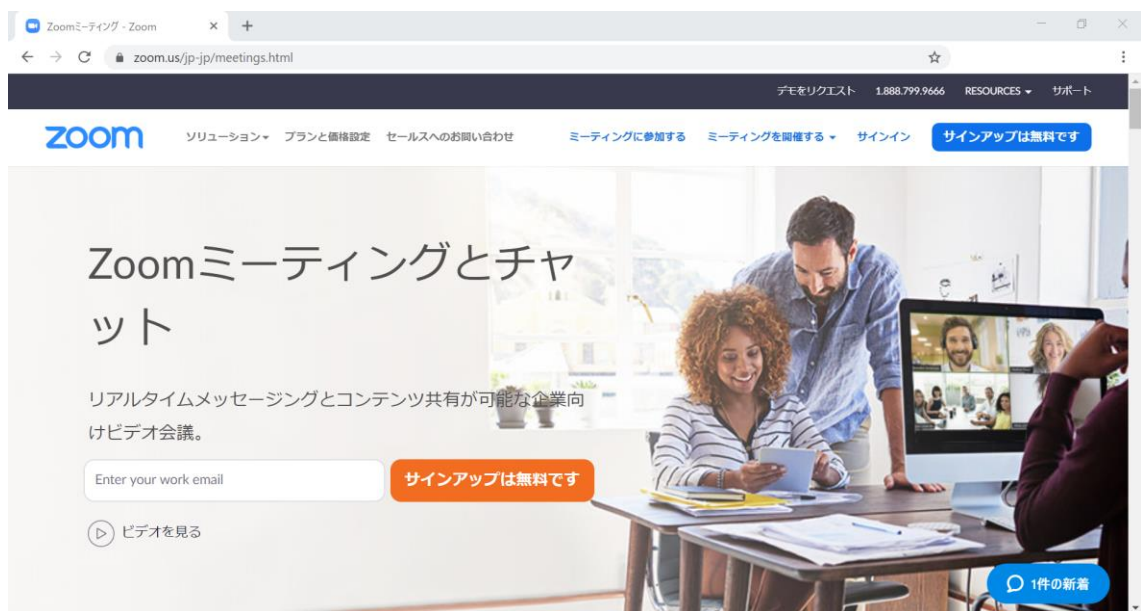 Zoomミーティング - Zoom
zoom.us/jp-jp/meetings.html
デモをリクエスト 1.888.799.9666 RESOURCES サポート
zoom ソリューション プランと価格設定 セールスへのお問い合わせ ミーティングに参加する ミーティングを開催する サインイン サインアップは無料です
Zoomミーティングとチャ
ット
リアルタイムメッセージングとコンテンツ共有が可能な企業向
けビデオ会議。
Enter your work email サインアップは無料です
ビデオを見る
1件の新着